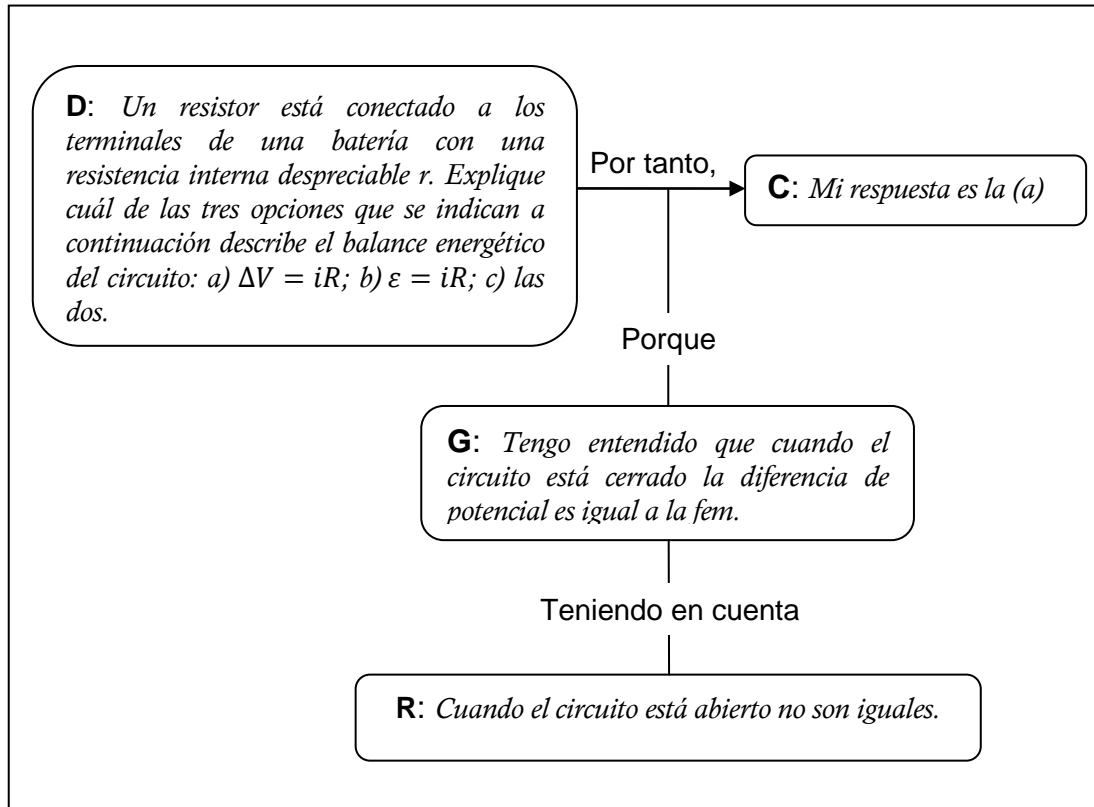 D: Un resistor está conectado a los
terminales de una batería con una
resistencia interna despreciable r. Explique
cuál de las tres opciones que se indican a
continuación describe el balance energético
del circuito: a) ΔV = iR; b) ε = iR; c) las
dos.
Por tanto,
C: Mi respuesta es la (a)
Porque
G: Tengo entendido que cuando el
circuito está cerrado la diferencia de
potencial es igual a la fem.
Teniendo en cuenta
R: Cuando el circuito está abierto no son iguales.